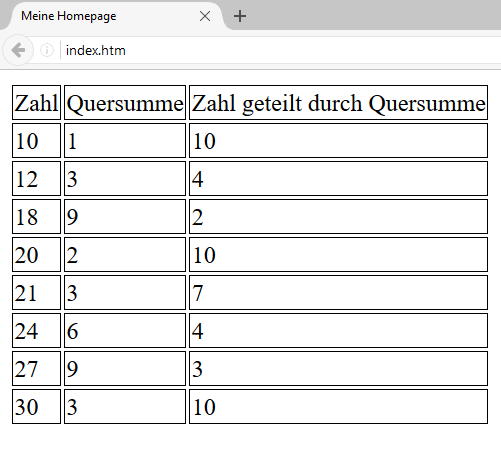 Meine Homepage
index.htm
Zahl Quersumme Zahl geteilt durch Quersumme
10 1 10
12 3 4
18 9 2
20 2 10
21 3 7
24 6 4
27 9 3
30 3 10